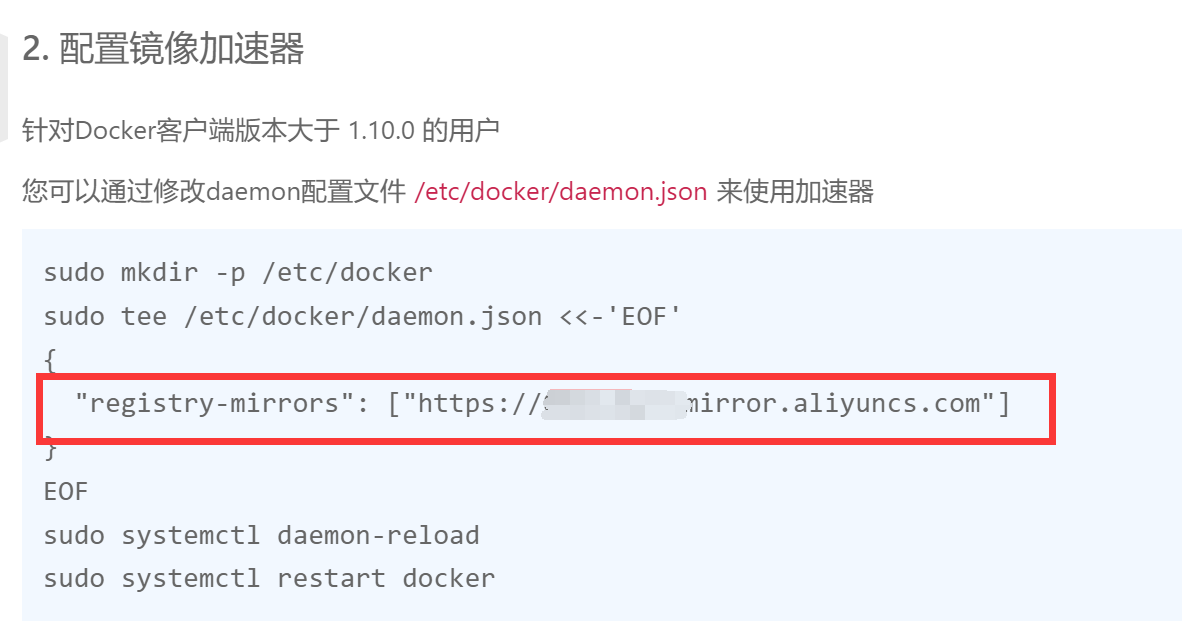 2. 配置镜像加速器
针对Docker客户端版本大于 1.10.0 的用户
您可以通过修改daemon配置文件 /etc/docker/daemon.json 来使用加速器
sudo mkdir -p /etc/docker
sudo tee /etc/docker/daemon.json <<-'EOF'
{
"registry-mirrors": ["https://mirror.aliyuncs.com"]
}
EOF
sudo systemctl daemon-reload
sudo systemctl restart docker